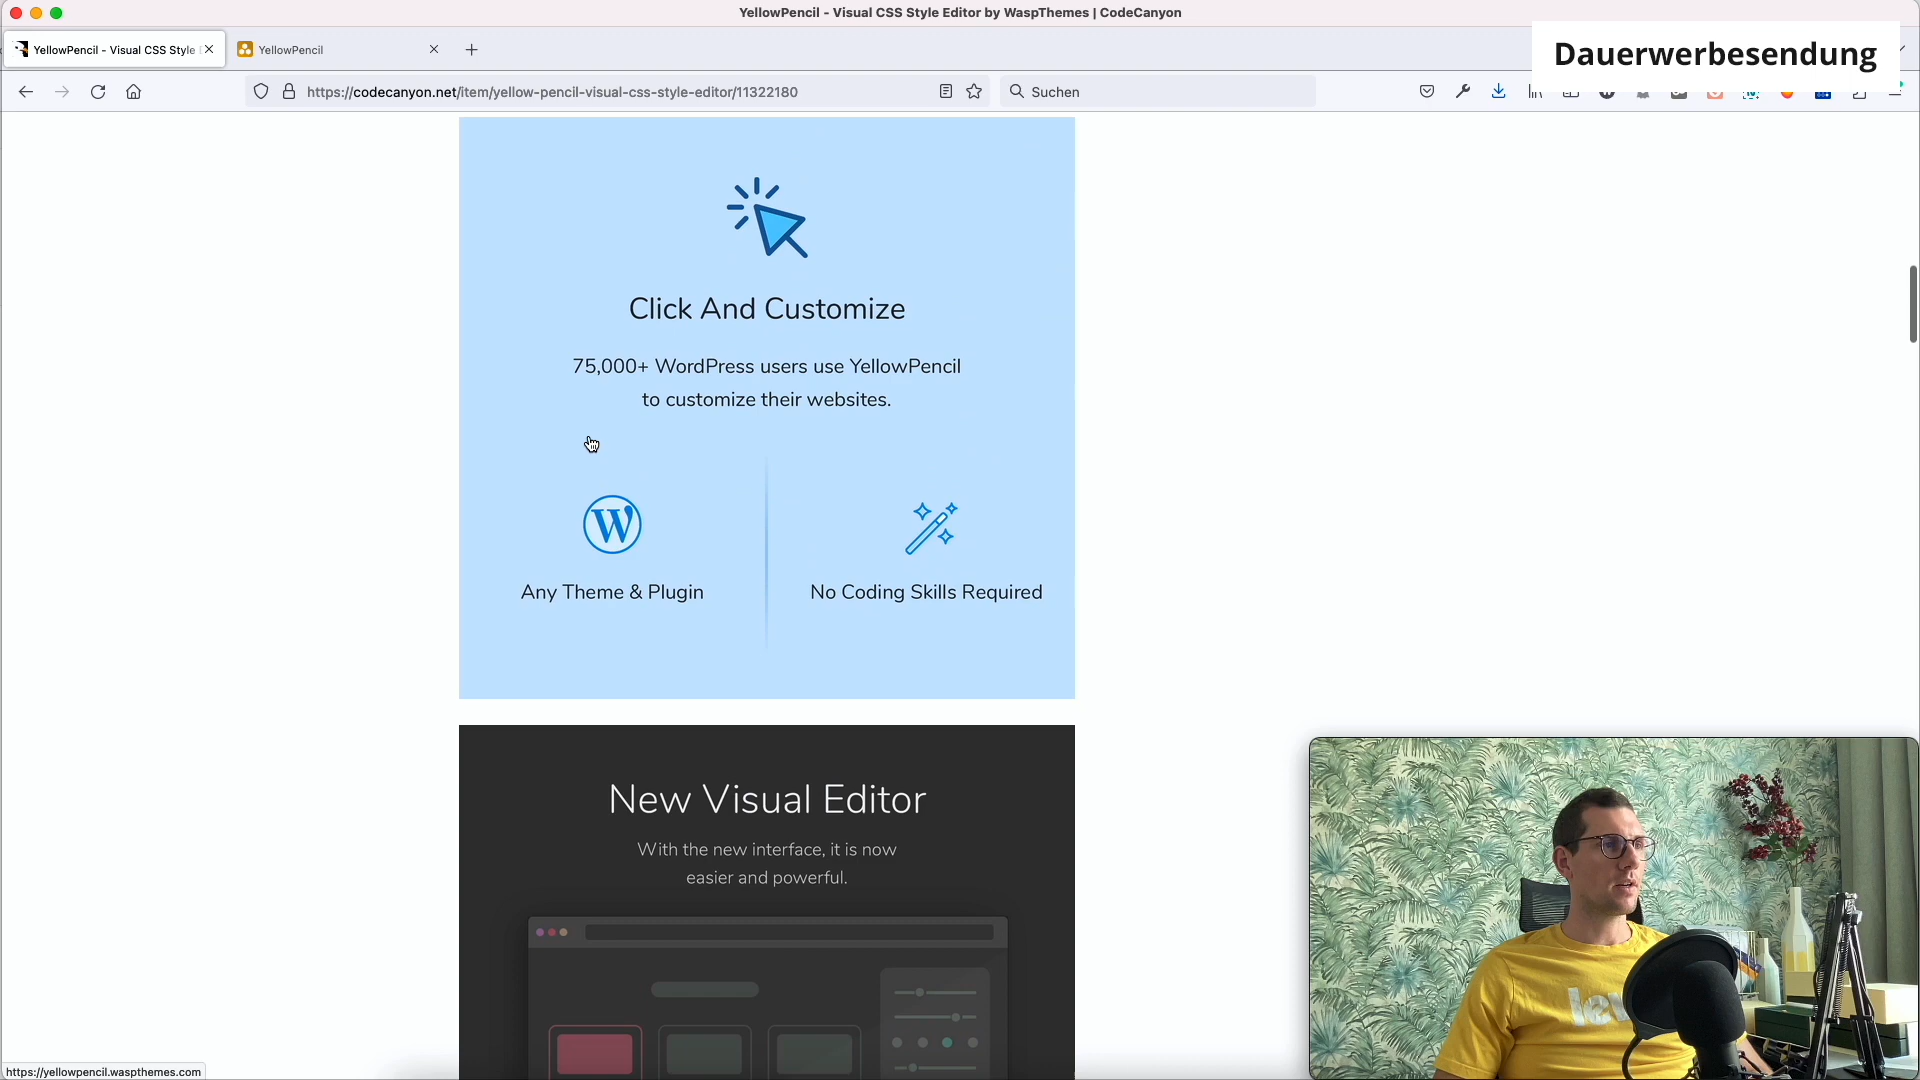 YellowPencil - Visual CSS Style Editor by WaspThemes | CodeCanyon
YellowPencil - Visual CSS Style
YellowPencil
Dauerwerbesendung
https://codecanyon.net/item/yellow-pencil-visual-css-style-editor/11322180
Suchen
Click And Customize
75,000+ WordPress users use YellowPencil
to customize their websites.
Any Theme & Plugin
No Coding Skills Required
New Visual Editor
With the new interface, it is now
easier and powerful.
https://yellowpencil.waspthemes.com